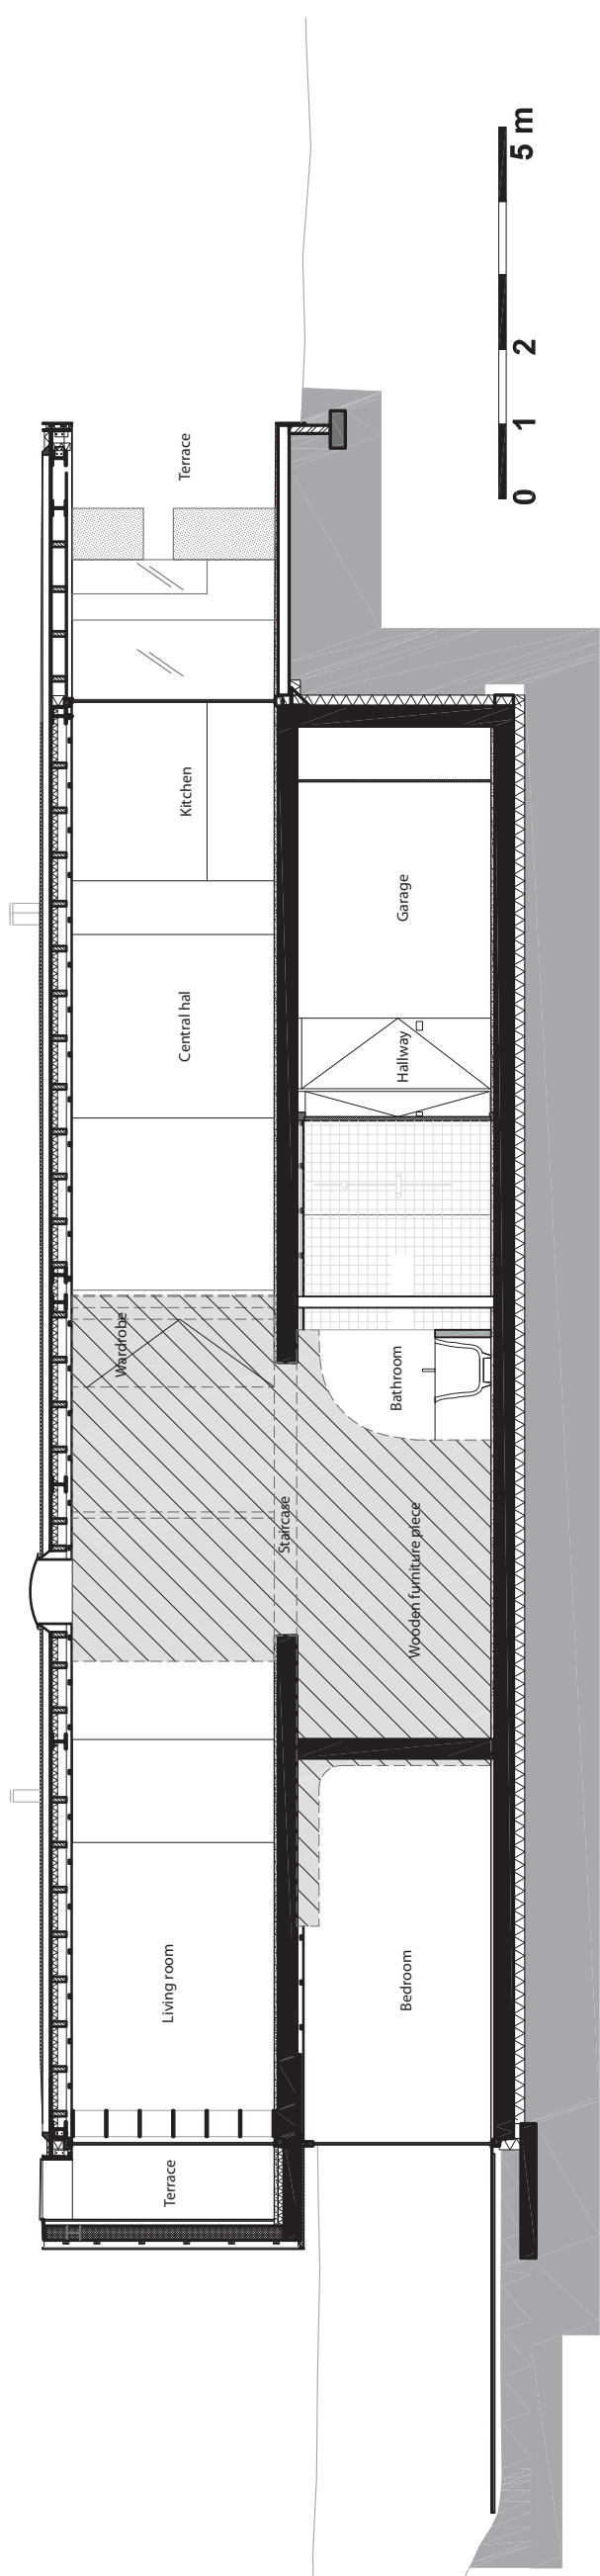 Terrace
Living room
Wardrobe
Central hal
Kitchen
Terrace
Staircase
Bedroom
Wooden furniture piece
Bathroom
Hallway
Garage
0 1 2 5 m